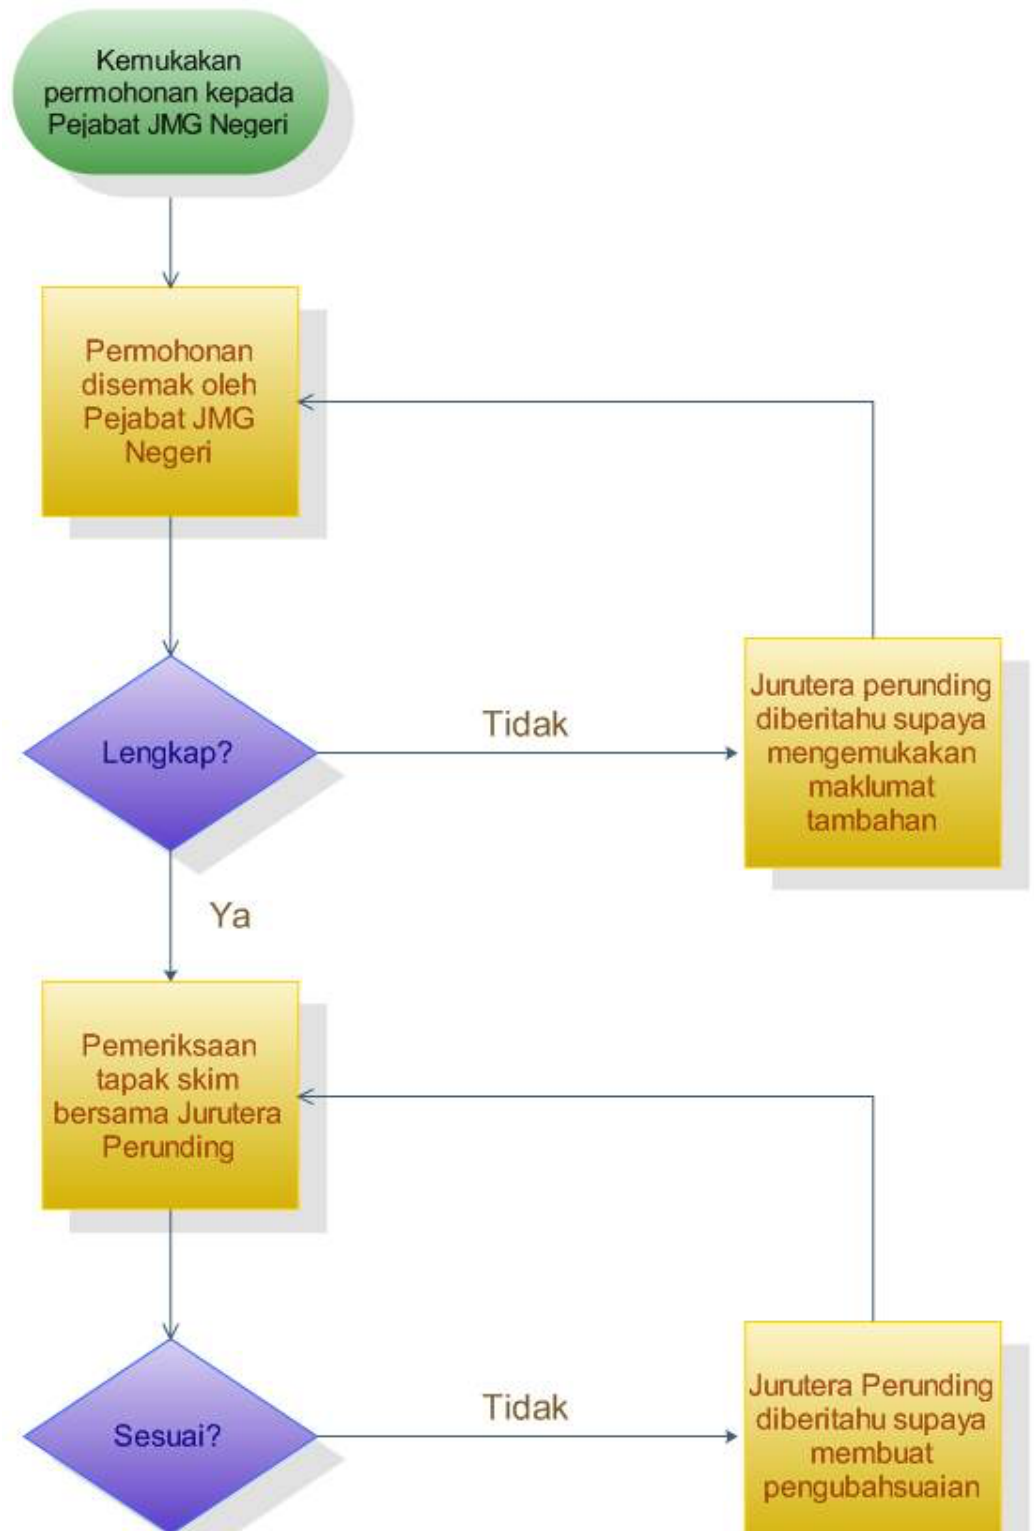 Kemukakan
permohonan kepada
Pejabat JMG Negeri
Permohonan
disemak oleh
Pejabat JMG
Negeri
Lengkap?
Tidak
Jurutera perunding
diberitahu supaya
mengemukakan
maklumat
tambahan
Ya
Pemeriksaan
tapak skim
bersama Jurutera
Perunding
Sesuai?
Tidak
Jurutera Perunding
diberitahu supaya
membuat
pengubahsuaian